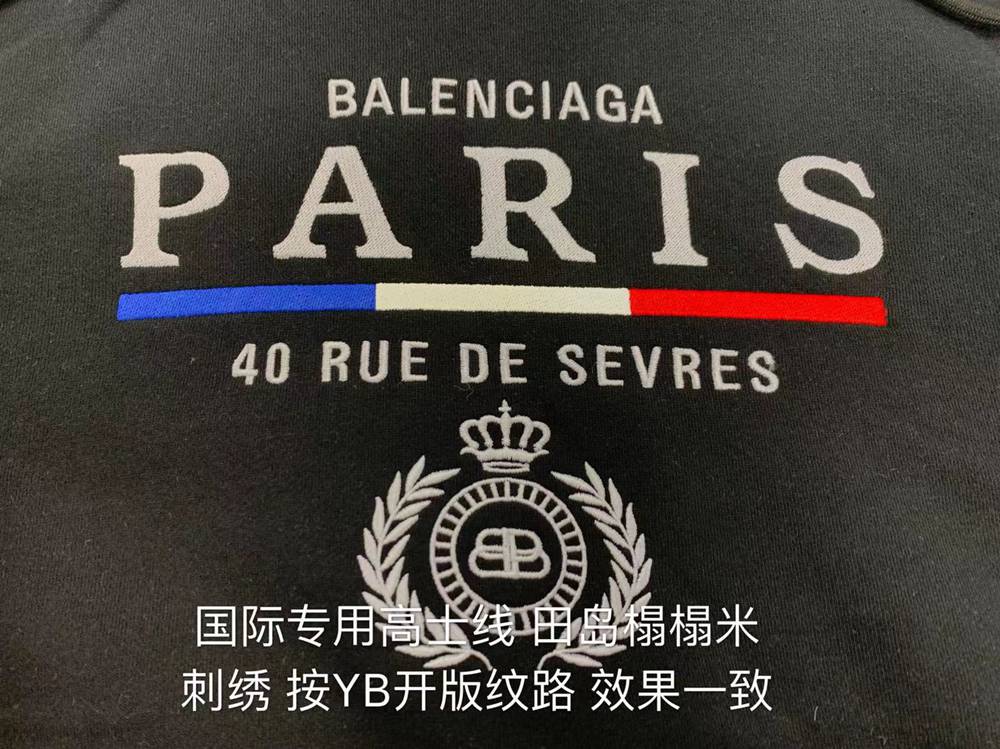 BALENCIAGA
PARIS
40 RUE DE SEVRES
BB
国际专用高士线 田岛榻榻米
刺绣 按YB开版纹路 效果一致